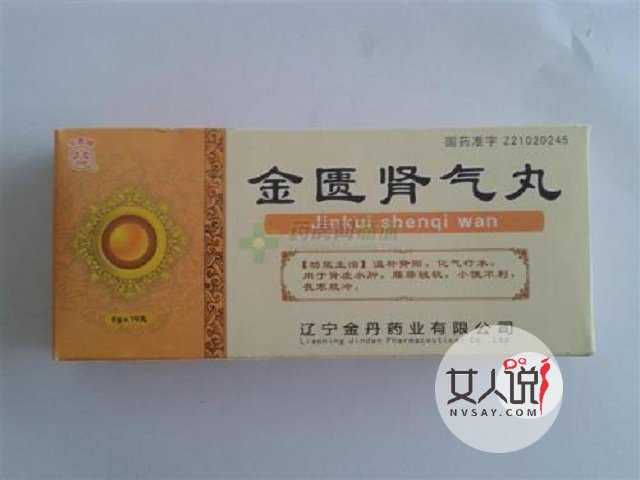 国药准字 Z21020245
金匮肾气丸
Jinkui shenqi wan
【功能主治】温补肾阳，化气行水。
用于肾虚水肿，腰膝酸软，小便不利，
畏寒肢冷。
6g×10丸
辽宁金丹药业有限公司
Liaoning Jindan Pharmaceutical Co.,Ltd
女人说
NVSAY.COM